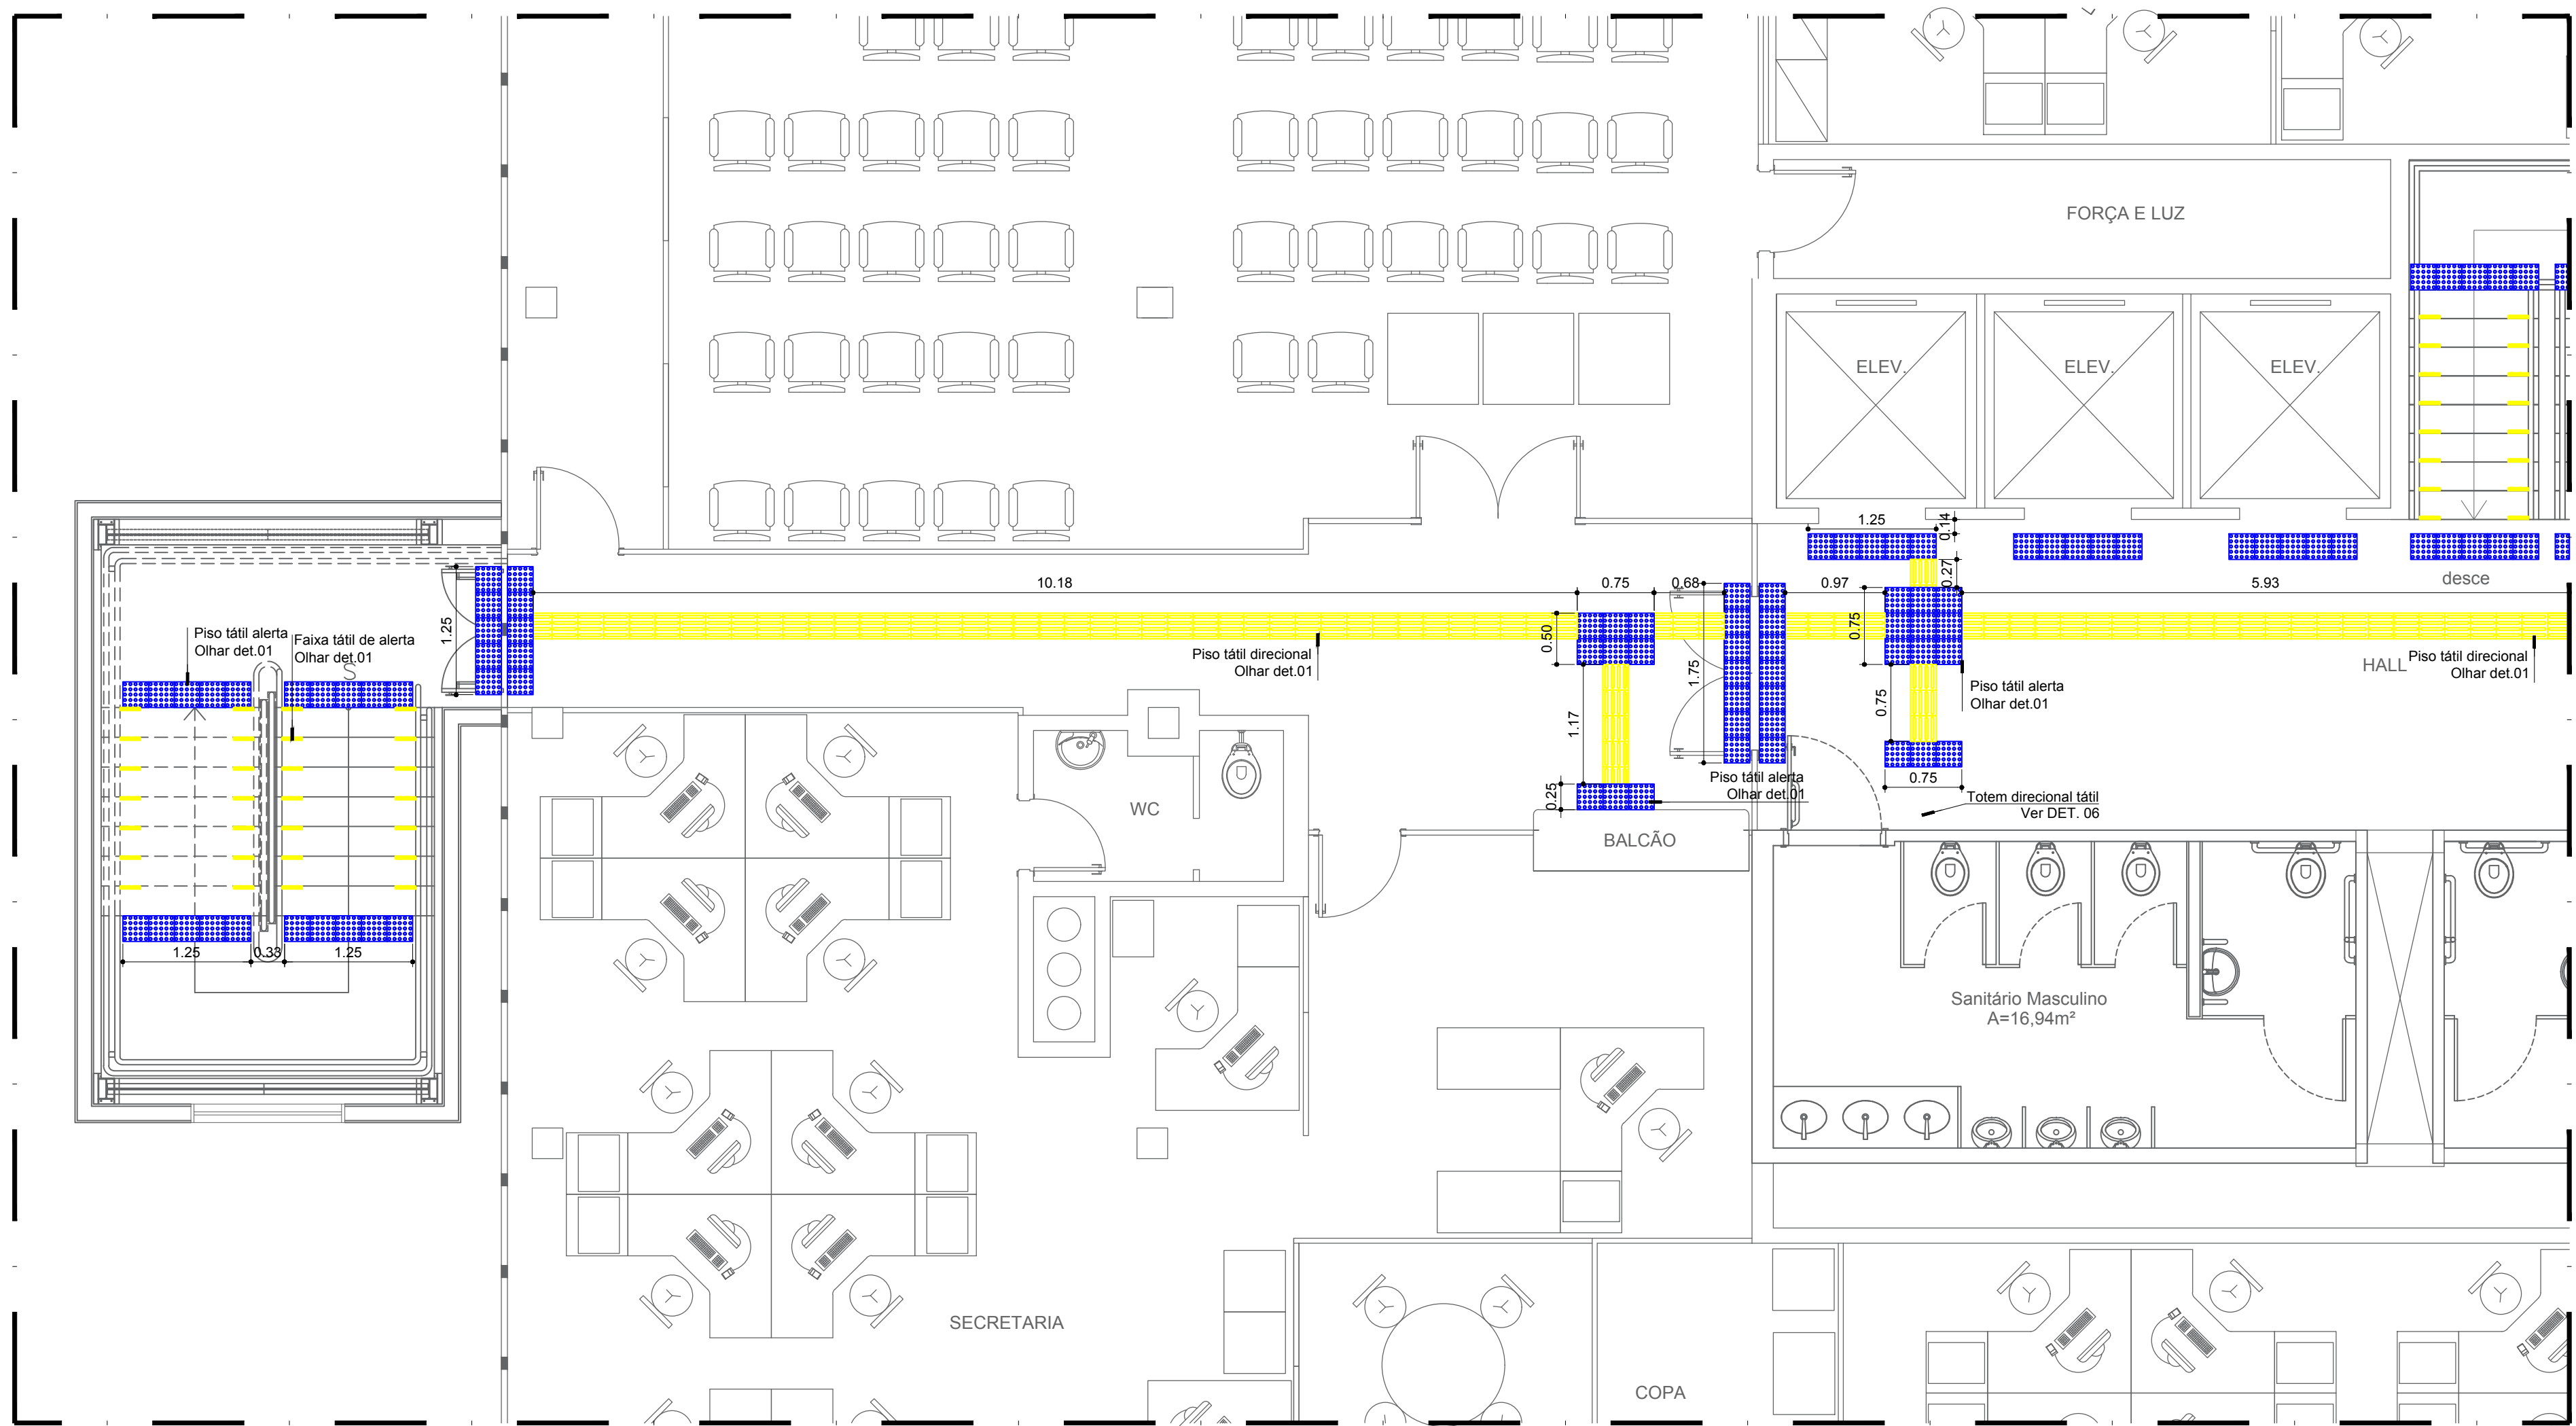 FORÇA E LUZ
ELEV.
ELEV.
ELEV.
1.25
0.14
0.27
10.18
0.75
0.68
0.97
5.93
desce
1.25
0.50
1.75
0.75
Piso tátil alerta
Olhar det.01
Faixa tátil de alerta
Olhar det.01
S
Piso tátil direcional
Olhar det.01
HALL
Piso tátil direcional
Olhar det.01
Piso tátil alerta
Olhar det.01
1.17
0.75
0.75
0.25
Piso tátil alerta
Olhar det.01
Totem direcional tátil
Ver DET. 06
WC
BALCÃO
1.25
0.33
1.25
Sanitário Masculino
A=16,94m²
SECRETARIA
COPA